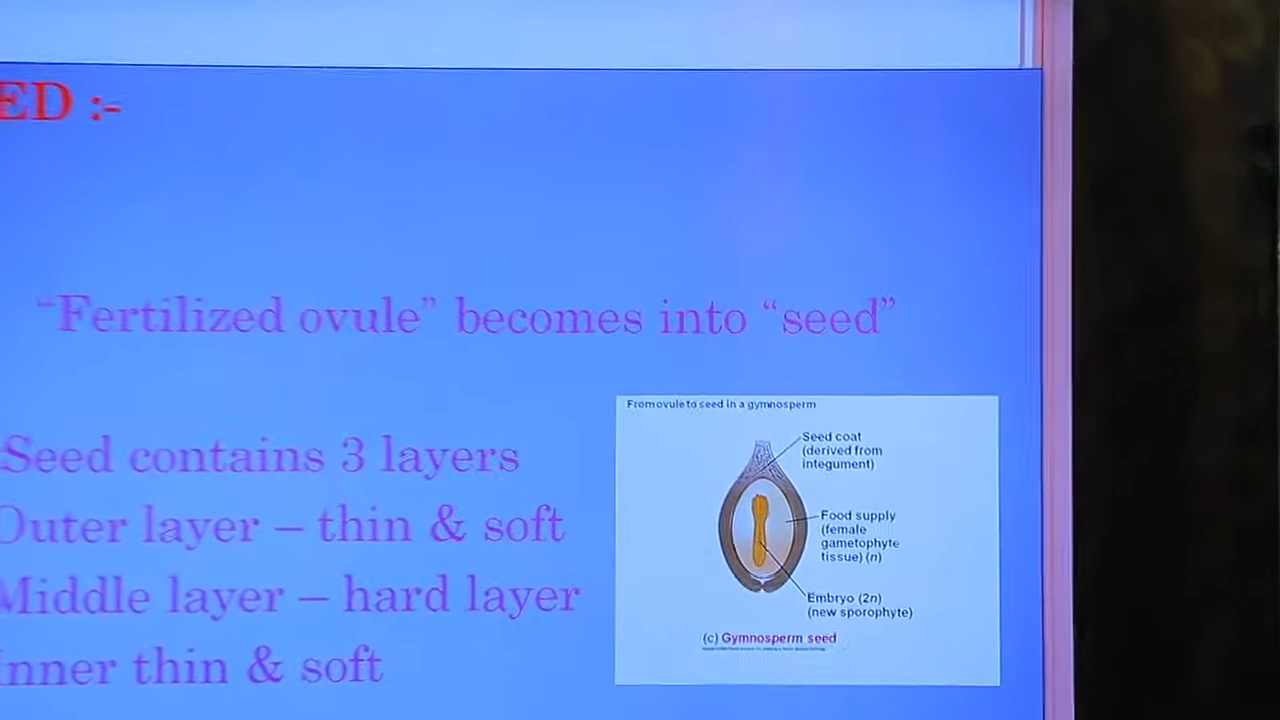 ED :-
“Fertilized ovule” becomes into “seed”
Seed contains 3 layers
Outer layer – thin & soft
Middle layer – hard layer
Inner thin & soft
From ovule to seed in a gymnosperm
Seed coat
(derived from
integument)
Food supply
(female
gametophyte
tissue) (n)
Embryo (2n)
(new sporophyte)
(c) Gymnosperm seed